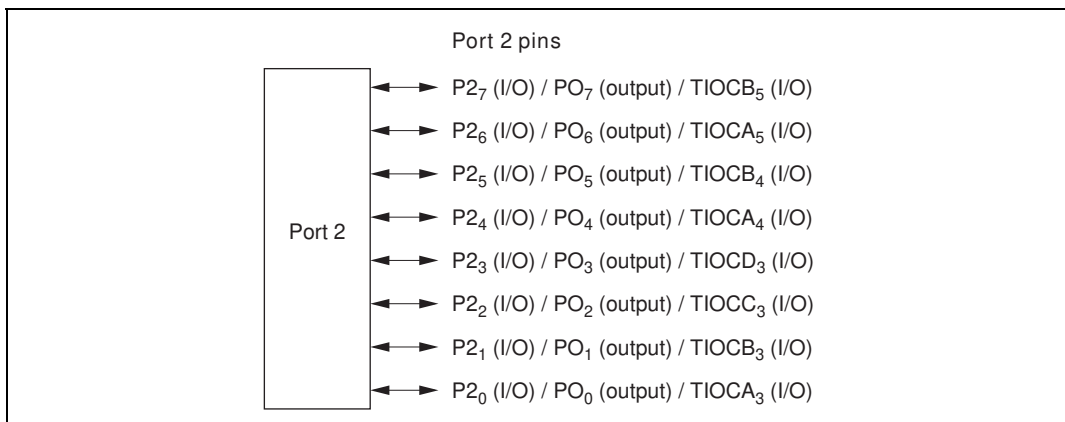 Port 2 pins
P2₇ (I/O) / PO₇ (output) / TIOCB₅ (I/O)
P2₆ (I/O) / PO₆ (output) / TIOCA₅ (I/O)
P2₅ (I/O) / PO₅ (output) / TIOCB₄ (I/O)
P2₄ (I/O) / PO₄ (output) / TIOCA₄ (I/O)
Port 2
P2₃ (I/O) / PO₃ (output) / TIOCD₃ (I/O)
P2₂ (I/O) / PO₂ (output) / TIOCC₃ (I/O)
P2₁ (I/O) / PO₁ (output) / TIOCB₃ (I/O)
P2₀ (I/O) / PO₀ (output) / TIOCA₃ (I/O)